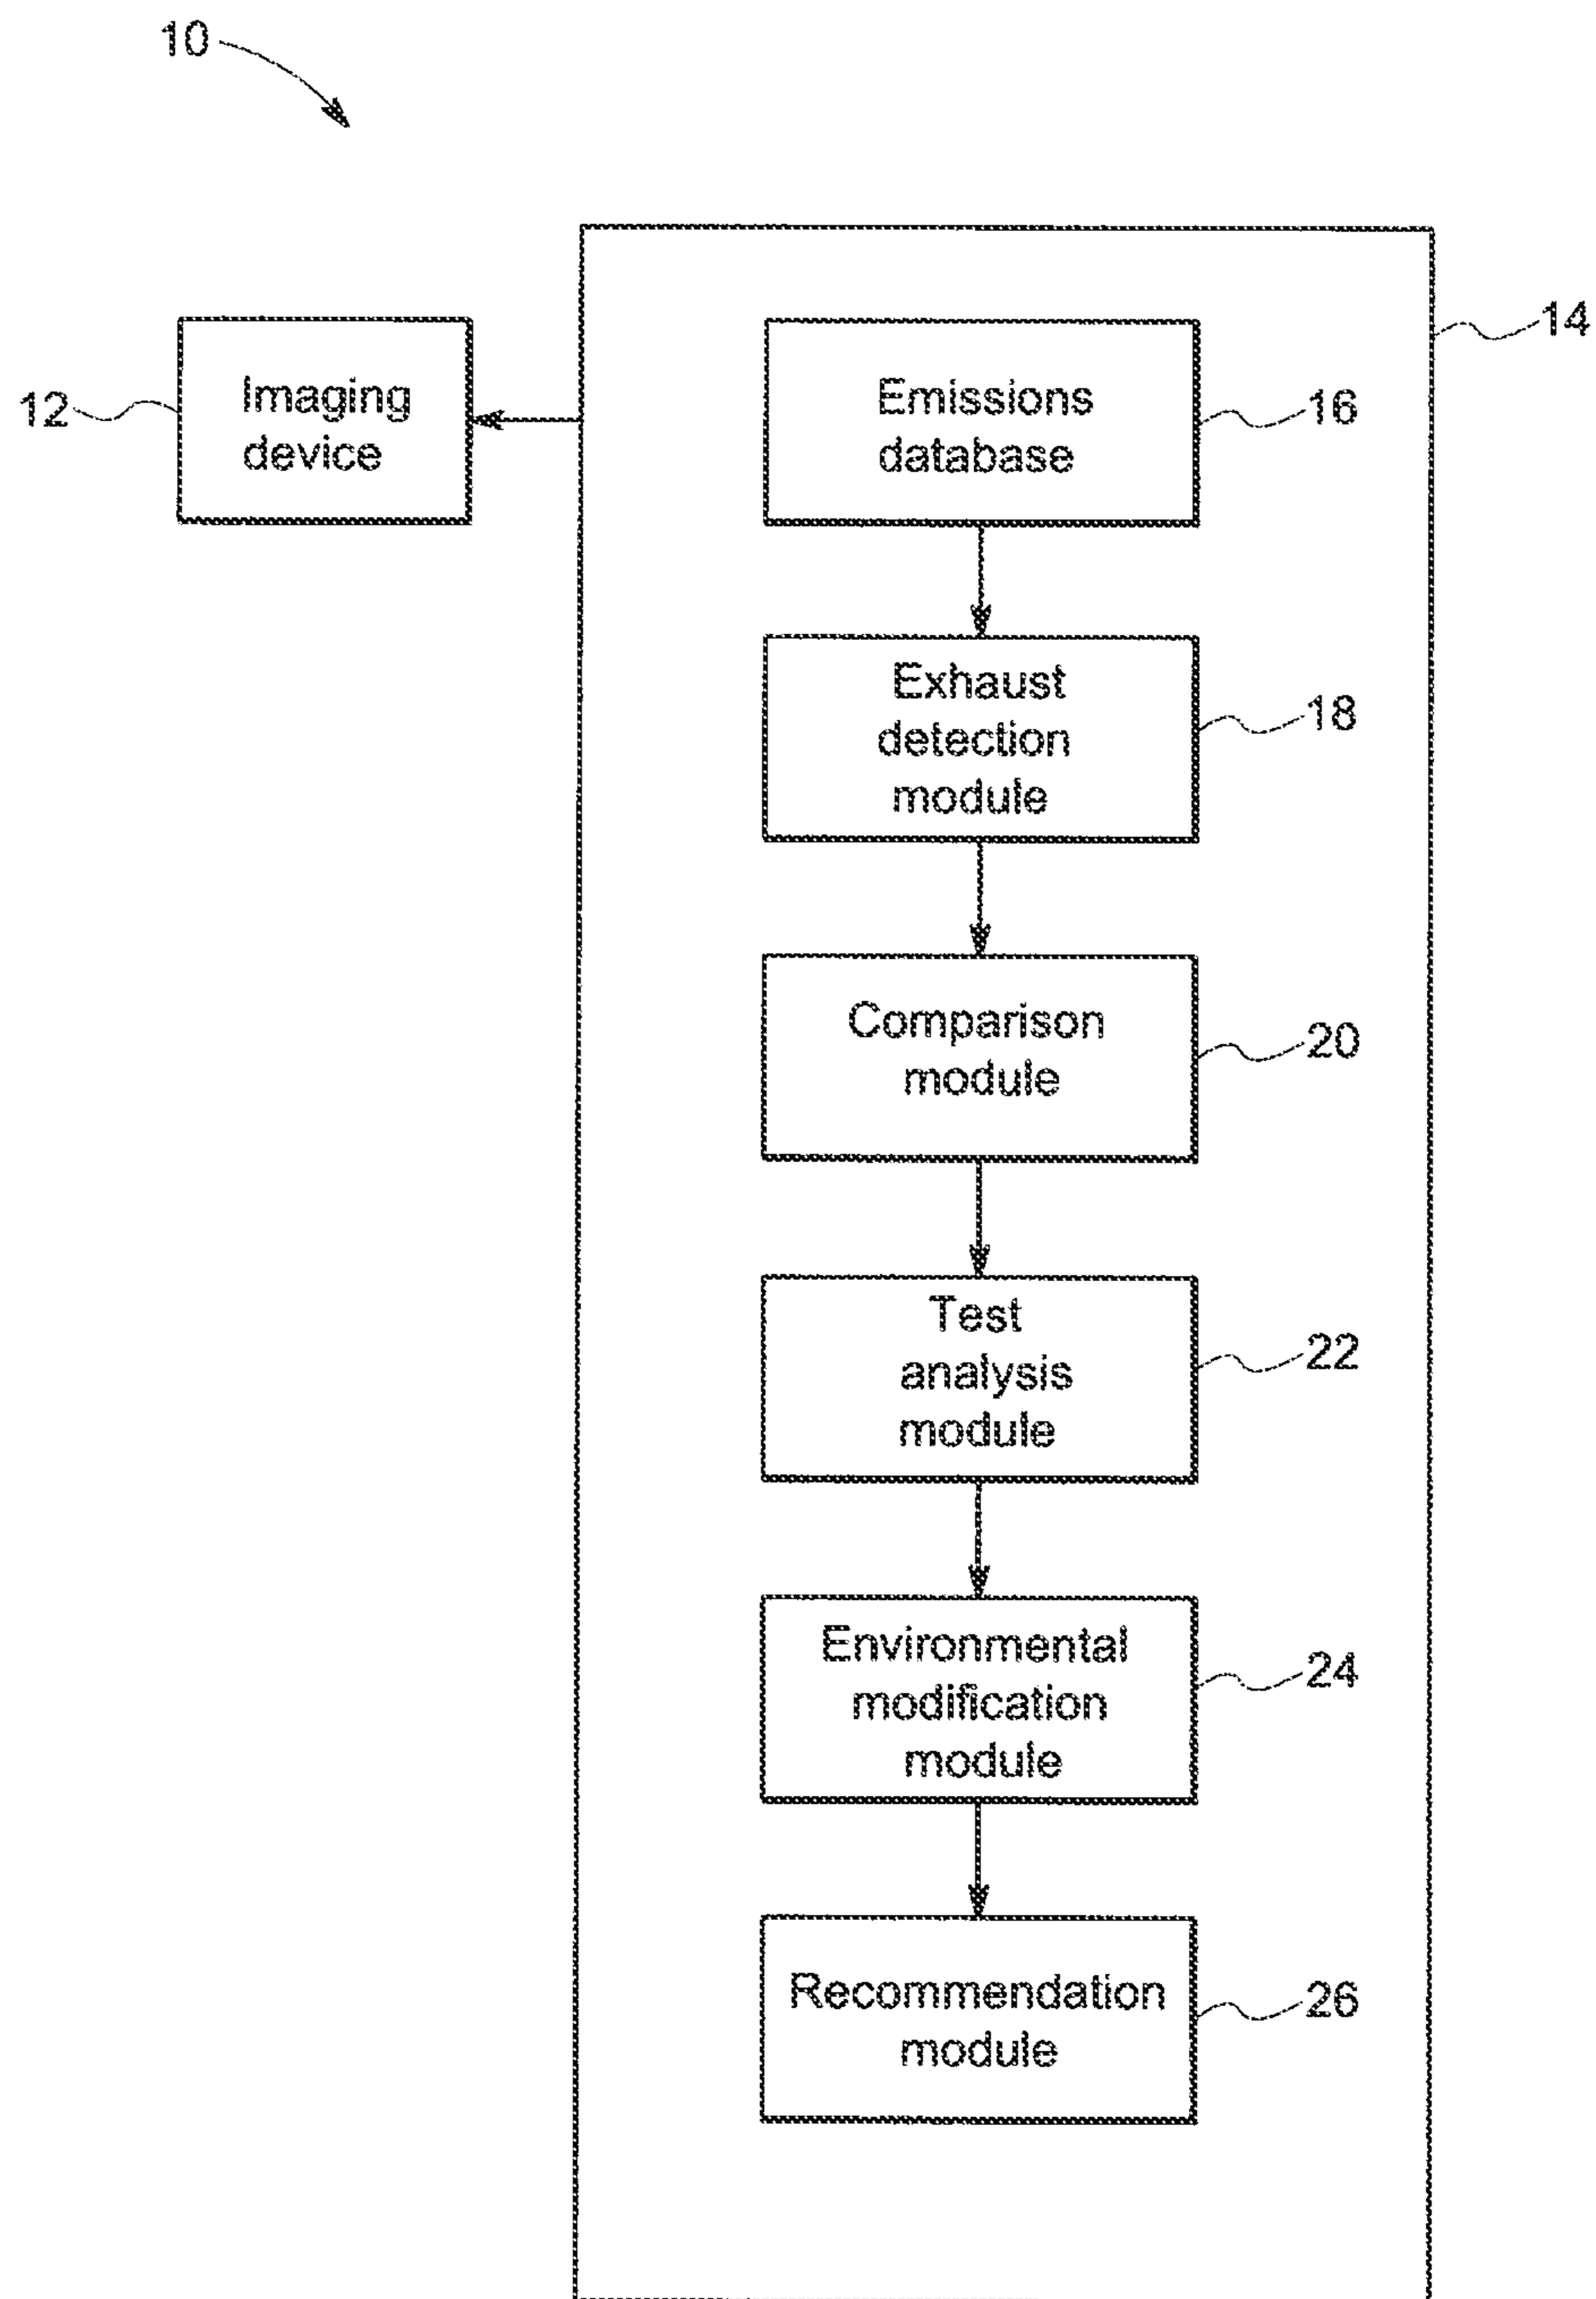 10
14
12
Imaging
device
Emissions
database
16
Exhaust
detection
module
18
Comparison
module
20
Test
analysis
module
22
Environmental
modification
module
24
Recommendation
module
26